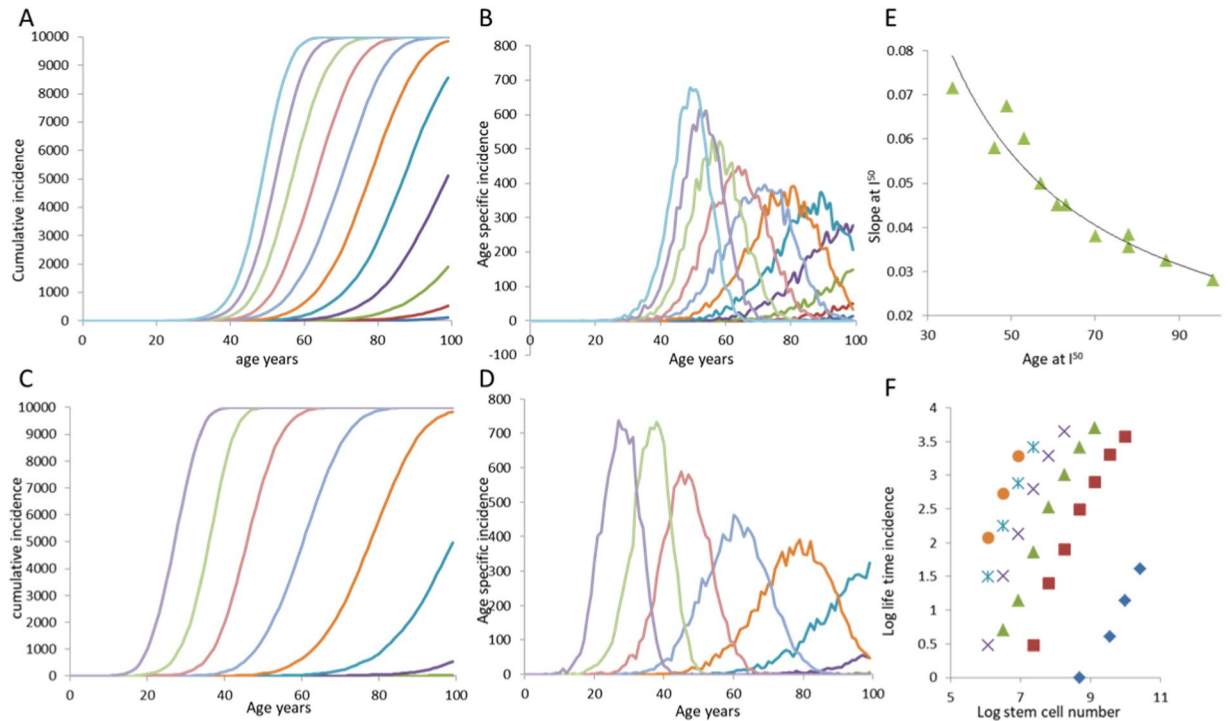 A
10000
9000
8000
7000
6000
5000
4000
3000
2000
1000
0
0 20 40 60 80 100
Cumulative incidence
age years
B
800
700
600
500
400
300
200
100
0
-100
0 20 40 60 80 100
Age specific incidence
Age years
E
0.08
0.07
0.06
0.05
0.04
0.03
0.02
30 50 70 90
Slope at I⁵⁰
Age at I⁵⁰
C
10000
9000
8000
7000
6000
5000
4000
3000
2000
1000
0
0 20 40 60 80 100
cumulative incidence
Age years
D
800
700
600
500
400
300
200
100
0
0 20 40 60 80 100
Age specific incidence
Age years
F
4
3.5
3
2.5
2
1.5
1
0.5
0
5 7 9 11
Log life time incidence
Log stem cell number